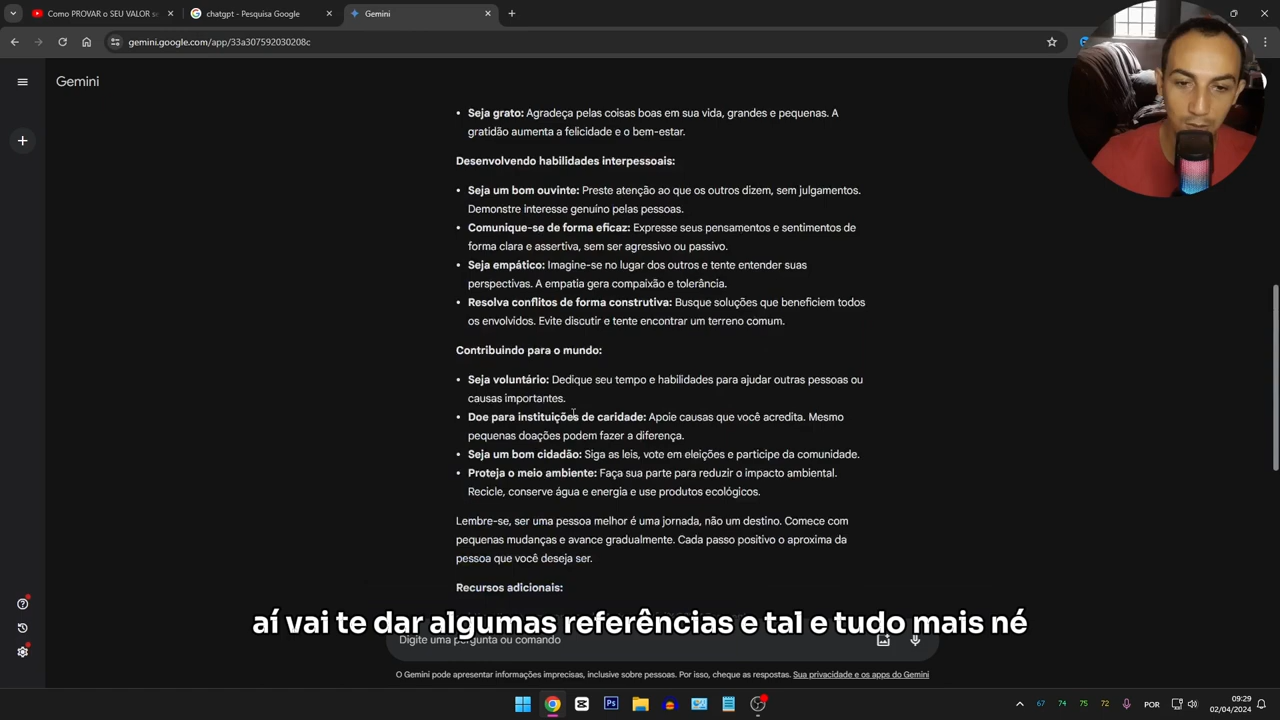 Como PROVAR o SEU VALOR se
chatgpt - Pesquisa Google
Gemini
gemini.google.com/app/33a307592030208c
Gemini
Seja grato: Agradeça pelas coisas boas em sua vida, grandes e pequenas. A
gratidão aumenta a felicidade e o bem-estar.
Desenvolvendo habilidades interpessoais:
Seja um bom ouvinte: Preste atenção ao que os outros dizem, sem julgamentos.
Demonstre interesse genuíno pelas pessoas.
Comunique-se de forma eficaz: Expresse seus pensamentos e sentimentos de
forma clara e assertiva, sem ser agressivo ou passivo.
Seja empático: Imagine-se no lugar dos outros e tente entender suas
perspectivas. A empatia gera compaixão e tolerância.
Resolva conflitos de forma construtiva: Busque soluções que beneficiem todos
os envolvidos. Evite discutir e tente encontrar um terreno comum.
Contribuindo para o mundo:
Seja voluntário: Dedique seu tempo e habilidades para ajudar outras pessoas ou
causas importantes.
Doe para instituições de caridade: Apoie causas que você acredita. Mesmo
pequenas doações podem fazer a diferença.
Seja um bom cidadão: Siga as leis, vote em eleições e participe da comunidade.
Proteja o meio ambiente: Faça sua parte para reduzir o impacto ambiental.
Recicle, conserve água e energia e use produtos ecológicos.
Lembre-se, ser uma pessoa melhor é uma jornada, não um destino. Comece com
pequenas mudanças e avance gradualmente. Cada passo positivo o aproxima da
pessoa que você deseja ser.
Recursos adicionais:
aí vai te dar algumas referências e tal e tudo mais né
Digite uma pergunta ou comando
O Gemini pode apresentar informações imprecisas, inclusive sobre pessoas. Por isso, cheque as respostas. Sua privacidade e os apps do Gemini
67 74 75 72 POR 09:29
02/04/2024